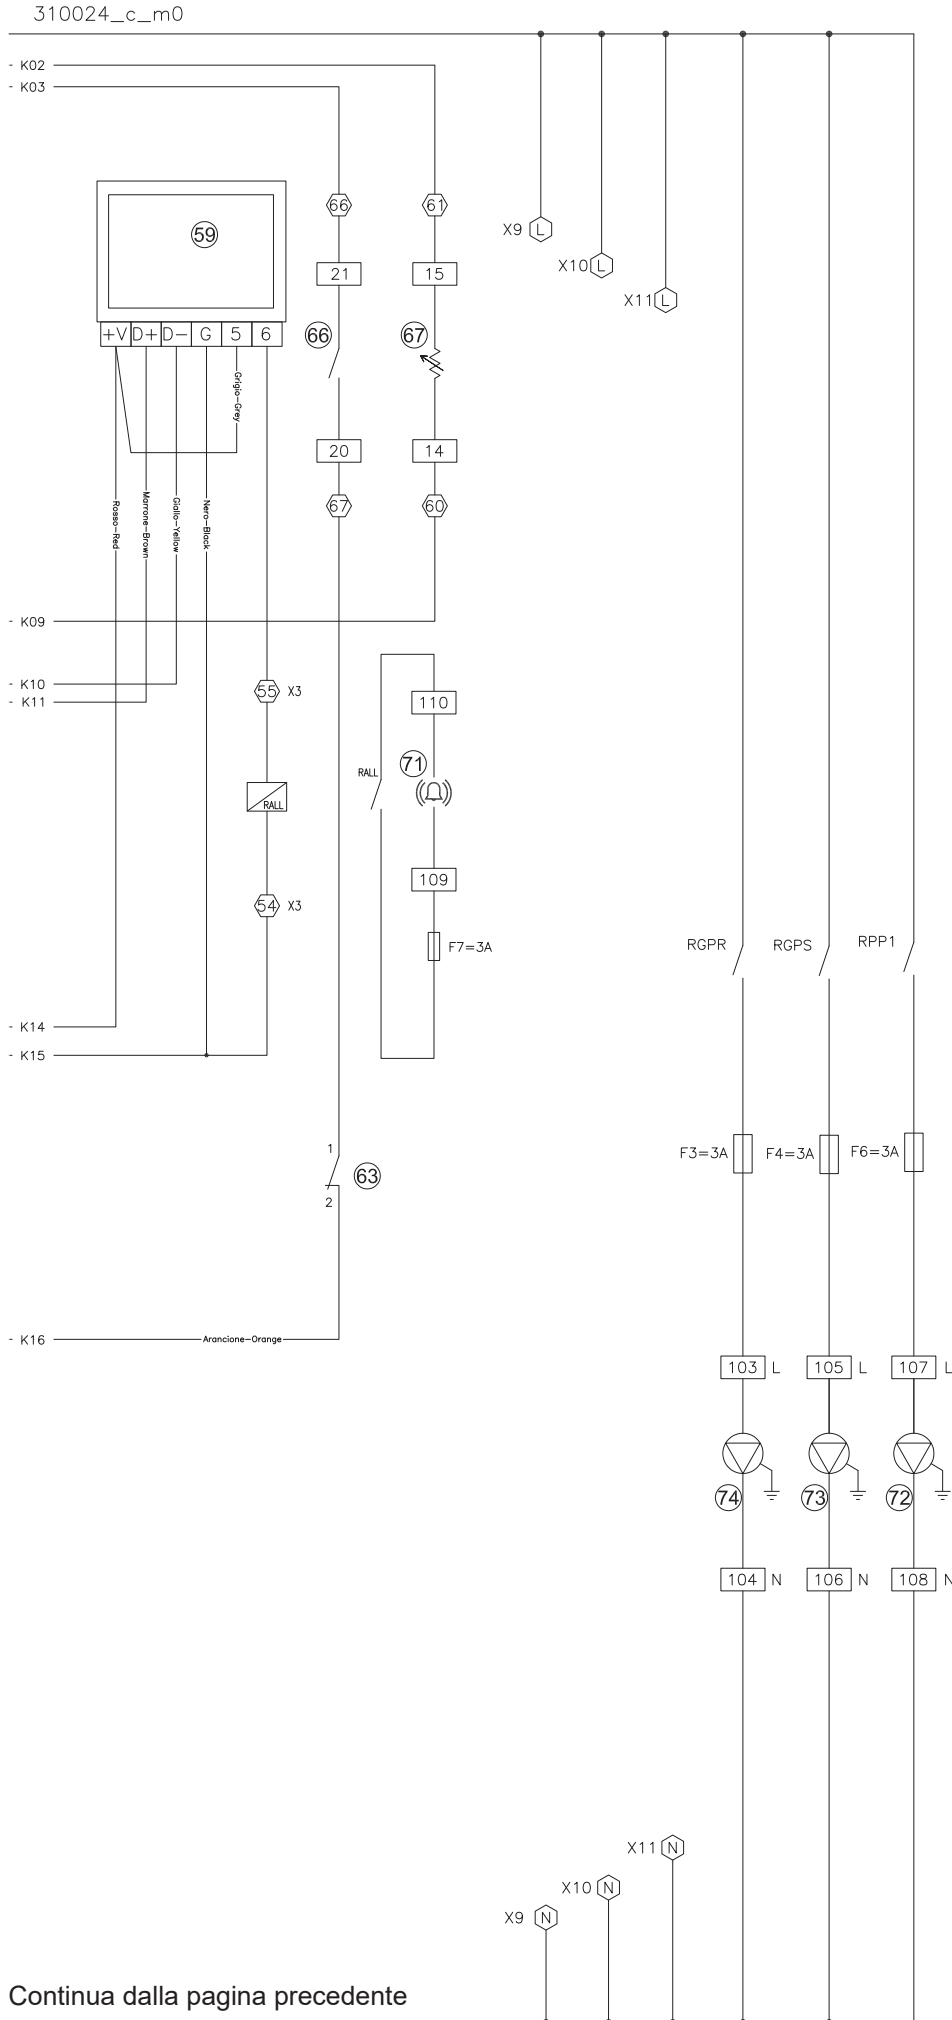 310024_c_m0
- K02
- K03
66
61
59
X9 L
X10 L
X11 L
21
15
+V D+ D- G 5 6
66
67
Grigio-Grey
20
14
Rosso-Red
Marrone-Brown
Giallo-Yellow
Nero-Black
67
60
- K09
- K10
- K11
55 X3
110
RALL
71
RALL
109
54 X3
F7=3A
RGPR
RGPS
RPP1
- K14
- K15
1
63
2
F3=3A
F4=3A
F6=3A
- K16
Arancione-Orange
103 L
105 L
107 L
74
73
72
104 N
106 N
108 N
X11 N
X10 N
X9 N
Continua dalla pagina precedente